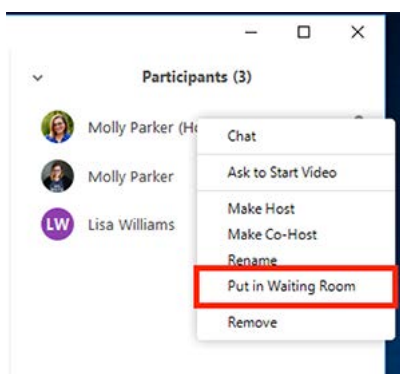 Participants (3)
Molly Parker (Ho
Chat
Molly Parker
Ask to Start Video
Make Host
LW Lisa Williams
Make Co-Host
Rename
Put in Waiting Room
Remove